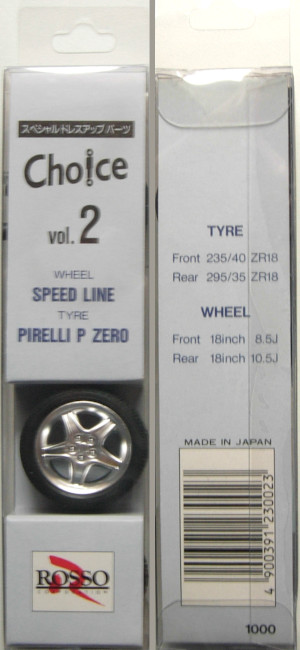 スペシャルドレスアップパーツ
Choice
vol. 2
WHEEL
SPEED LINE
TYRE
PIRELLI P ZERO
ROSSO
TYRE
Front 235/40 ZR18
Rear 295/35 ZR18
WHEEL
Front 18inch 8.5J
Rear 18inch 10.5J
MADE IN JAPAN
4 900391 230023
1000